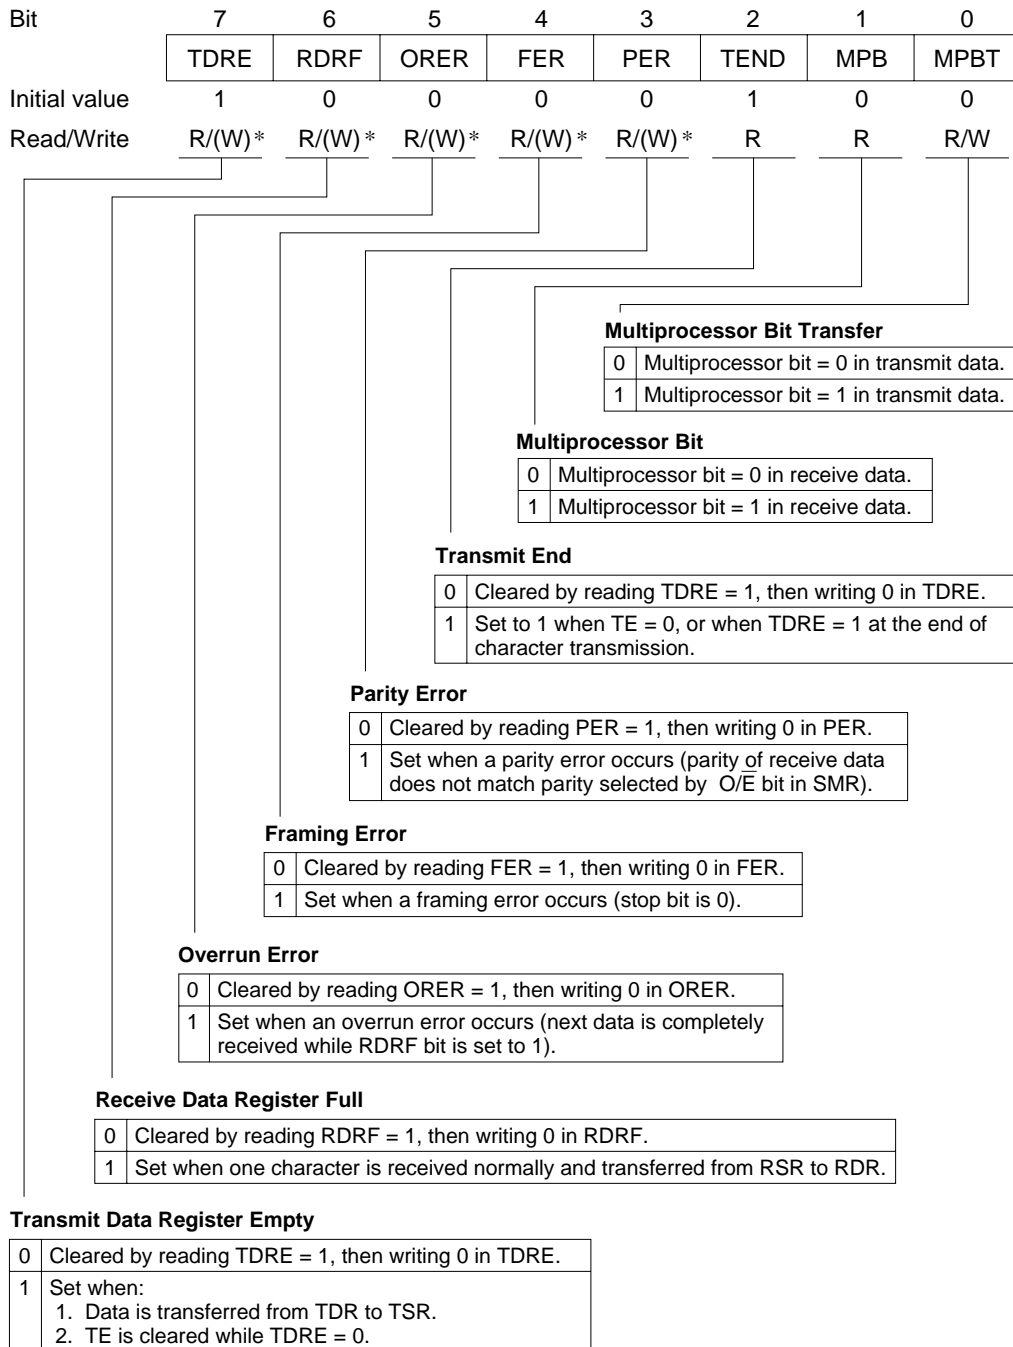 Bit 7 6 5 4 3 2 1 0
TDRE RDRF ORER FER PER TEND MPB MPBT
Initial value 1 0 0 0 0 1 0 0
Read/Write R/(W)* R/(W)* R/(W)* R/(W)* R/(W)* R R R/W
Multiprocessor Bit Transfer
0 Multiprocessor bit = 0 in transmit data.
1 Multiprocessor bit = 1 in transmit data.
Multiprocessor Bit
0 Multiprocessor bit = 0 in receive data.
1 Multiprocessor bit = 1 in receive data.
Transmit End
0 Cleared by reading TDRE = 1, then writing 0 in TDRE.
1 Set to 1 when TE = 0, or when TDRE = 1 at the end of
character transmission.
Parity Error
0 Cleared by reading PER = 1, then writing 0 in PER.
1 Set when a parity error occurs (parity of receive data
does not match parity selected by O/E̅ bit in SMR).
Framing Error
0 Cleared by reading FER = 1, then writing 0 in FER.
1 Set when a framing error occurs (stop bit is 0).
Overrun Error
0 Cleared by reading ORER = 1, then writing 0 in ORER.
1 Set when an overrun error occurs (next data is completely
received while RDRF bit is set to 1).
Receive Data Register Full
0 Cleared by reading RDRF = 1, then writing 0 in RDRF.
1 Set when one character is received normally and transferred from RSR to RDR.
Transmit Data Register Empty
0 Cleared by reading TDRE = 1, then writing 0 in TDRE.
1 Set when:
1. Data is transferred from TDR to TSR.
2. TE is cleared while TDRE = 0.